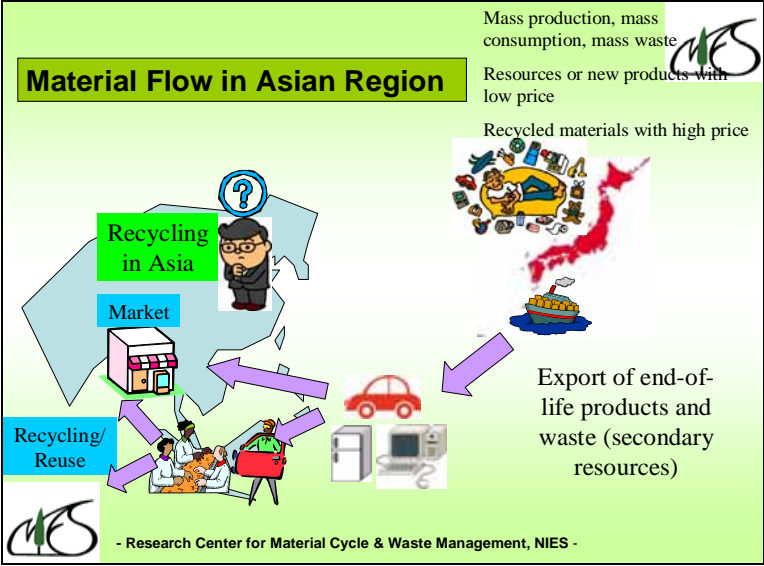 Mass production, mass
consumption, mass waste
Resources or new products with
low price
Recycled materials with high price
NIES
Material Flow in Asian Region
?
Recycling
in Asia
Market
Export of end-of-
life products and
waste (secondary
resources)
Recycling/
Reuse
NIES
- Research Center for Material Cycle & Waste Management, NIES -